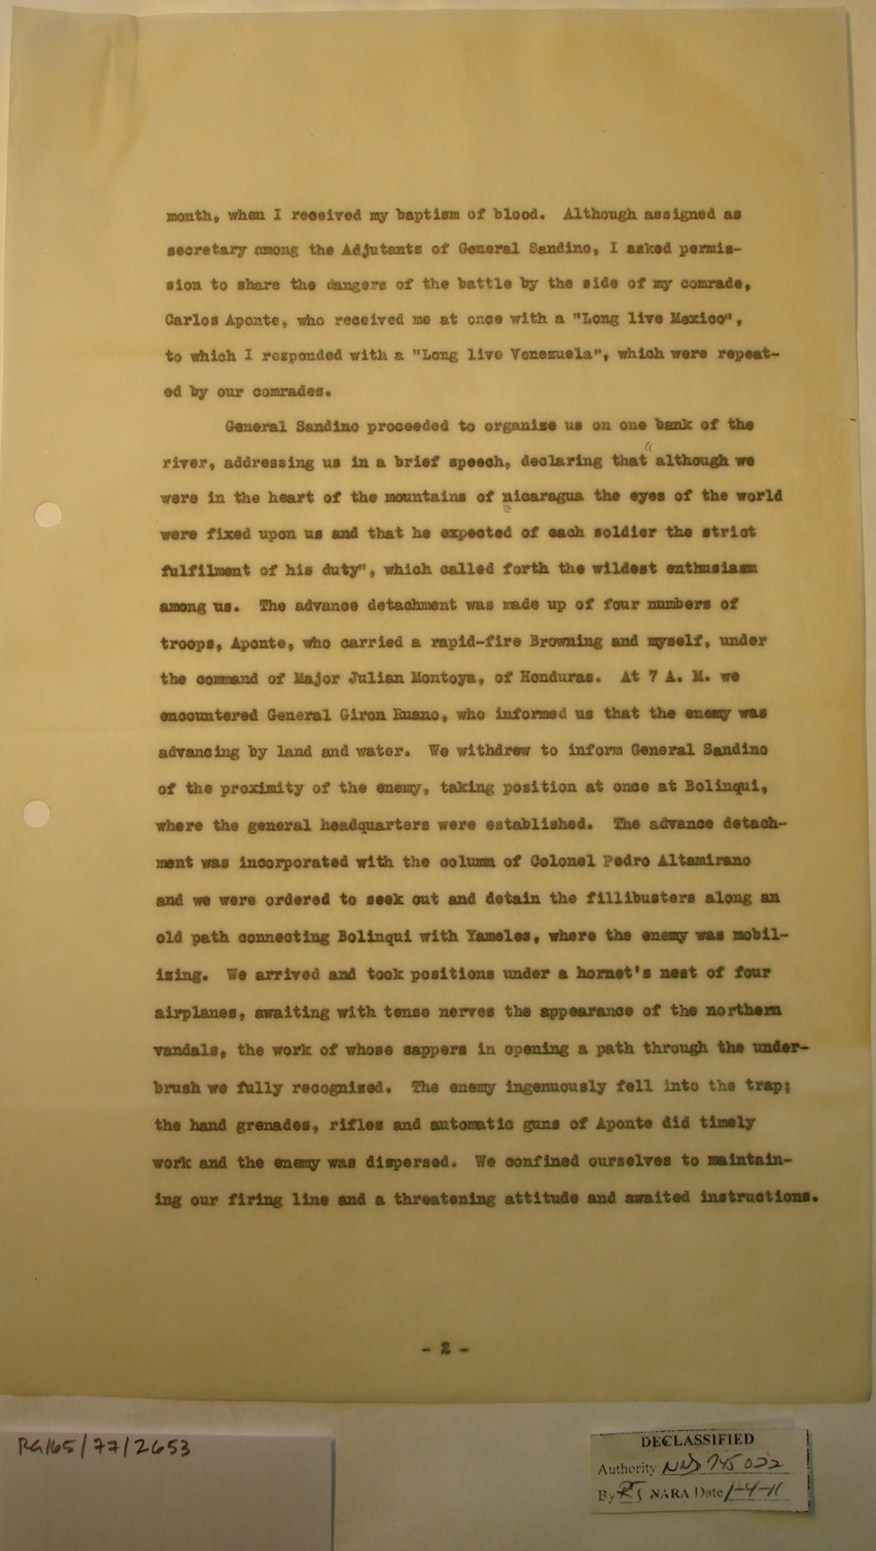 month, when I received my baptism of blood. Although assigned as
secretary among the Adjutants of General Sandino, I asked permis-
sion to share the dangers of the battle by the side of my comrade,
Carlos Aponte, who received me at once with a "Long live Mexico",
to which I responded with a "Long live Venezuela", which were repeat-
ed by our comrades.
General Sandino proceeded to organize us on one bank of the
river, addressing us in a brief speech, declaring that "although we
were in the heart of the mountains of nicaragua the eyes of the world
were fixed upon us and that he expected of each soldier the strict
fulfilment of his duty", which called forth the wildest enthusiasm
among us. The advance detachment was made up of four numbers of
troops, Aponte, who carried a rapid-fire Browning and myself, under
the command of Major Julian Montoya, of Honduras. At 7 A. M. we
encountered General Giron Ruano, who informed us that the enemy was
advancing by land and water. We withdrew to inform General Sandino
of the proximity of the enemy, taking position at once at Bolinqui,
where the general headquarters were established. The advance detach-
ment was incorporated with the column of Colonel Pedro Altamirano
and we were ordered to seek out and detain the fillibusters along an
old path connecting Bolinqui with Yameles, where the enemy was mobil-
izing. We arrived and took positions under a hornet's nest of four
airplanes, awaiting with tense nerves the appearance of the northern
vandals, the work of whose sappers in opening a path through the under-
brush we fully recognized. The enemy ingenuously fell into the trap;
the hand grenades, rifles and automatic guns of Aponte did timely
work and the enemy was dispersed. We confined ourselves to maintain-
ing our firing line and a threatening attitude and awaited instructions.
- 2 -
RG165/77/2653
DECLASSIFIED
Authority NND 745022
By RJ NARA Date 1-4-11